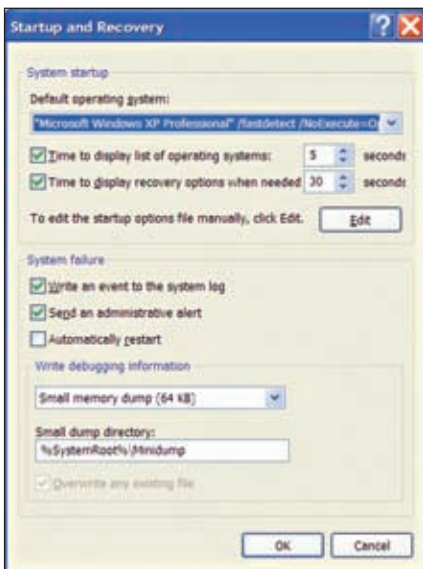 Startup and Recovery
System startup
Default operating system:
"Microsoft Windows XP Professional" /fastdetect /NoExecute=O
Time to display list of operating systems: 5 seconds
Time to display recovery options when needed 30 seconds
To edit the startup options file manually, click Edit. Edit
System failure
Write an event to the system log
Send an administrative alert
Automatically restart
Write debugging information
Small memory dump (64 kB)
Small dump directory:
%SystemRoot%\Minidump
Overwrite any existing file
OK Cancel